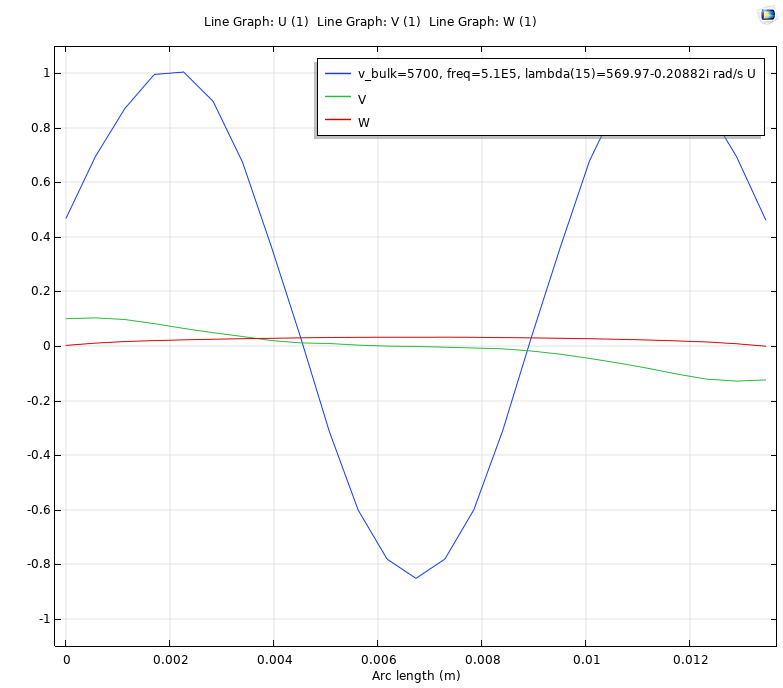 Line Graph: U (1) Line Graph: V (1) Line Graph: W (1)
v_bulk=5700, freq=5.1E5, lambda(15)=569.97-0.20882i rad/s U
V
W
1
0.8
0.6
0.4
0.2
0
-0.2
-0.4
-0.6
-0.8
-1
0 0.002 0.004 0.006 0.008 0.01 0.012
Arc length (m)